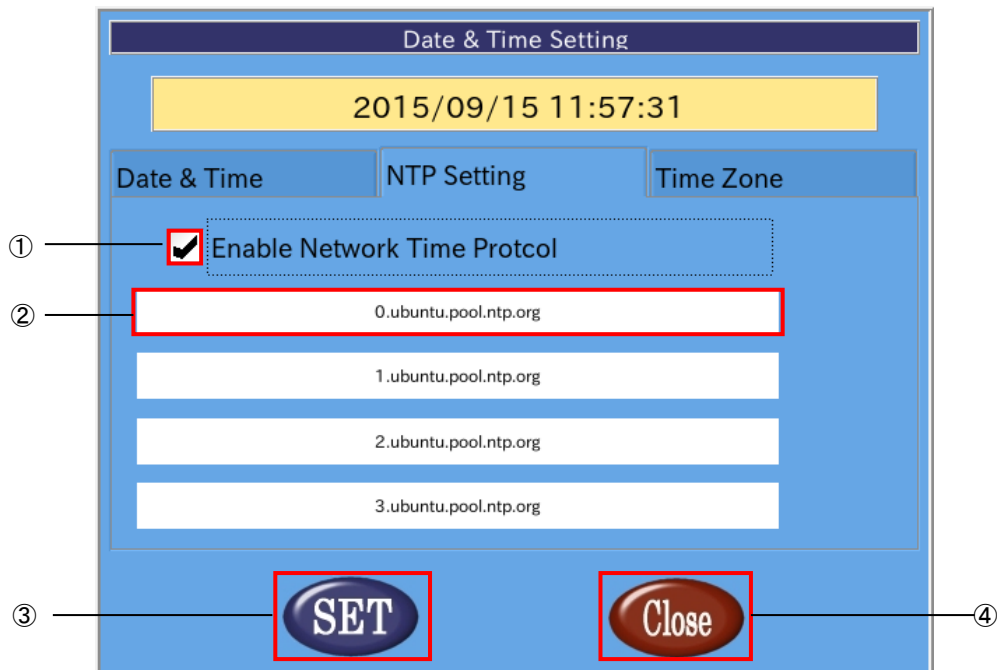 Date & Time Setting
2015/09/15 11:57:31
Date & Time
NTP Setting
Time Zone
① Enable Network Time Protcol
② 0.ubuntu.pool.ntp.org
1.ubuntu.pool.ntp.org
2.ubuntu.pool.ntp.org
3.ubuntu.pool.ntp.org
③ SET
Close ④